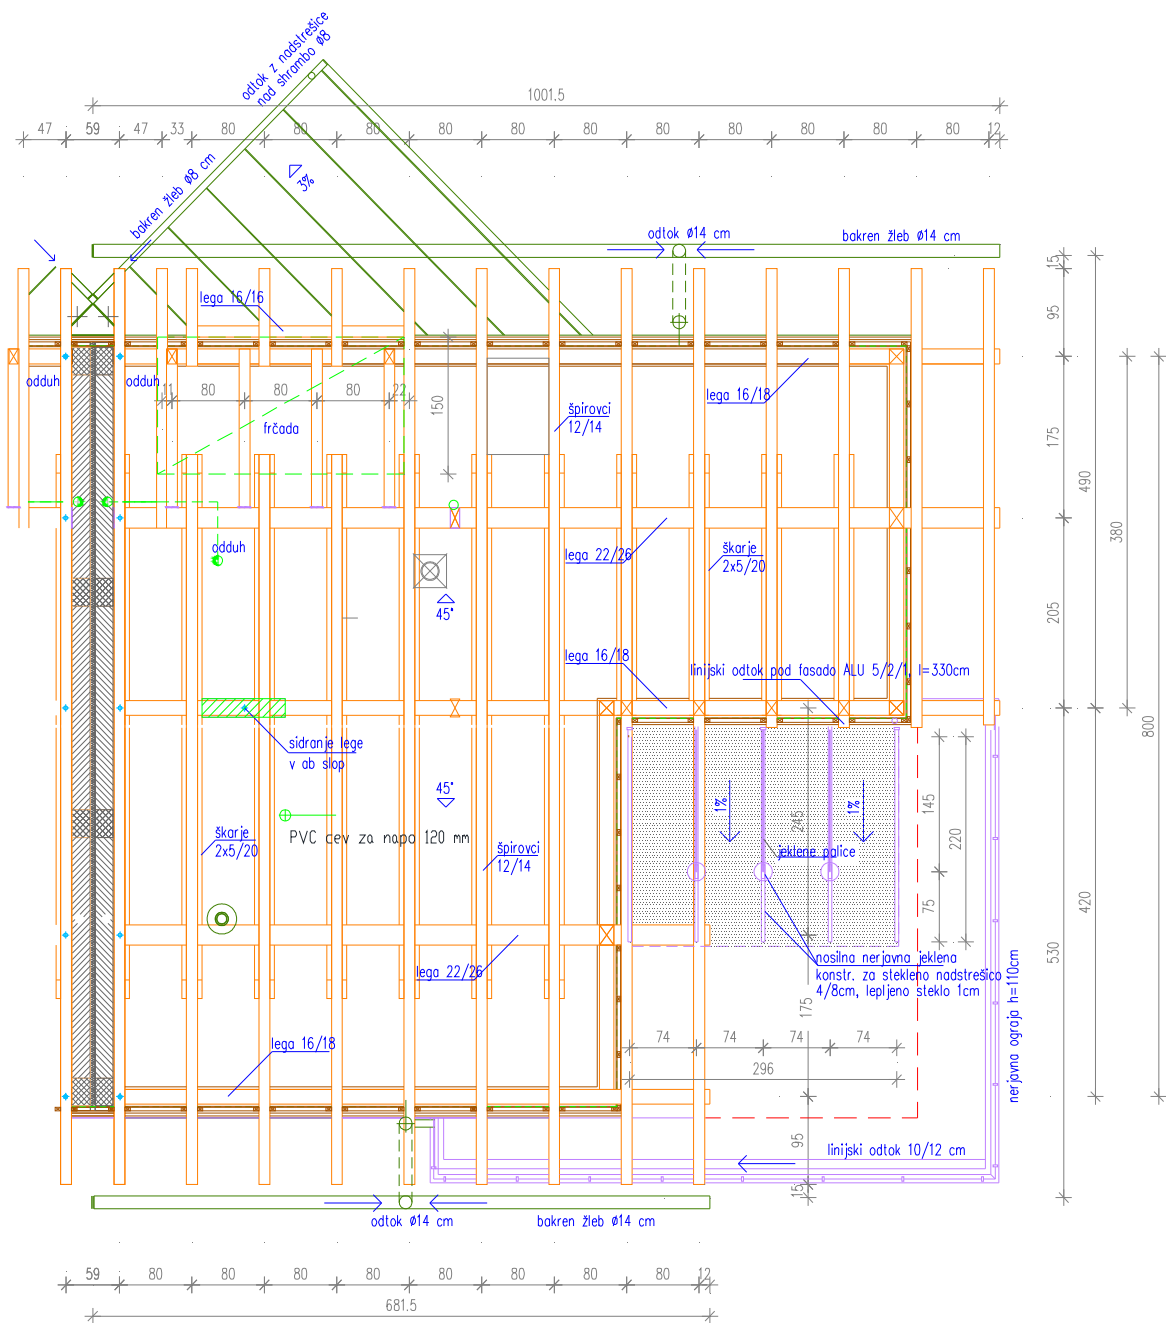 odtok z nadstrešice
nad shrambo ø8
1001.5
47
59
47
33
80
80
80
80
80
80
80
80
80
80
80
12
bakren žleb ø8 cm
3%
odtok ø14 cm
bakren žleb ø14 cm
15
95
lega 16/16
odduh
odduh
11
80
80
80
22
150
frčada
špirovci
12/14
lega 16/18
175
490
380
odduh
lega 22/26
škarje
2x5/20
45°
205
lega 16/18
linijski odtok pod fasado ALU 5/2/1, l=330cm
800
sidranje lege
v ab slop
45°
1%
1%
245
145
220
škarje
2x5/20
PVC cev za napo 120 mm
špirovci
12/14
jeklene palice
75
420
530
lega 22/26
nosilna nerjavna jeklena
konstr. za stekleno nadstrešico
4/8cm, lepljeno steklo 1cm
175
nerjavna ograja h=110cm
lega 16/18
74
74
74
74
296
95
linijski odtok 10/12 cm
15
odtok ø14 cm
bakren žleb ø14 cm
59
80
80
80
80
80
80
80
80
12
681.5